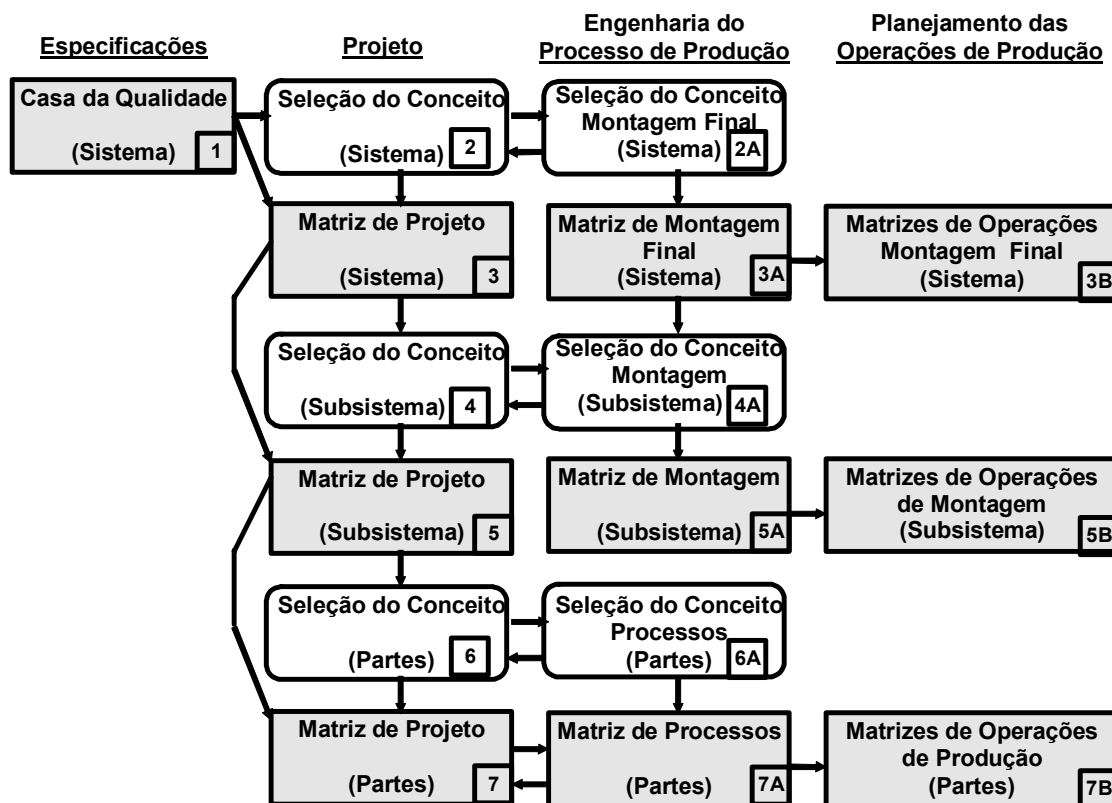 Especificações
Projeto
Engenharia do
Processo de Produção
Planejamento das
Operações de Produção
Casa da Qualidade
(Sistema) 1
Seleção do Conceito
(Sistema) 2
Seleção do Conceito
Montagem Final
(Sistema) 2A
Matriz de Projeto
(Sistema) 3
Matriz de Montagem
Final
(Sistema) 3A
Matrizes de Operações
Montagem Final
(Sistema) 3B
Seleção do Conceito
(Subsistema) 4
Seleção do Conceito
Montagem
(Subsistema) 4A
Matriz de Projeto
(Subsistema) 5
Matriz de Montagem
(Subsistema) 5A
Matrizes de Operações
de Montagem
(Subsistema) 5B
Seleção do Conceito
(Partes) 6
Seleção do Conceito
Processos
(Partes) 6A
Matriz de Projeto
(Partes) 7
Matriz de Processos
(Partes) 7A
Matrizes de Operações
de Produção
(Partes) 7B